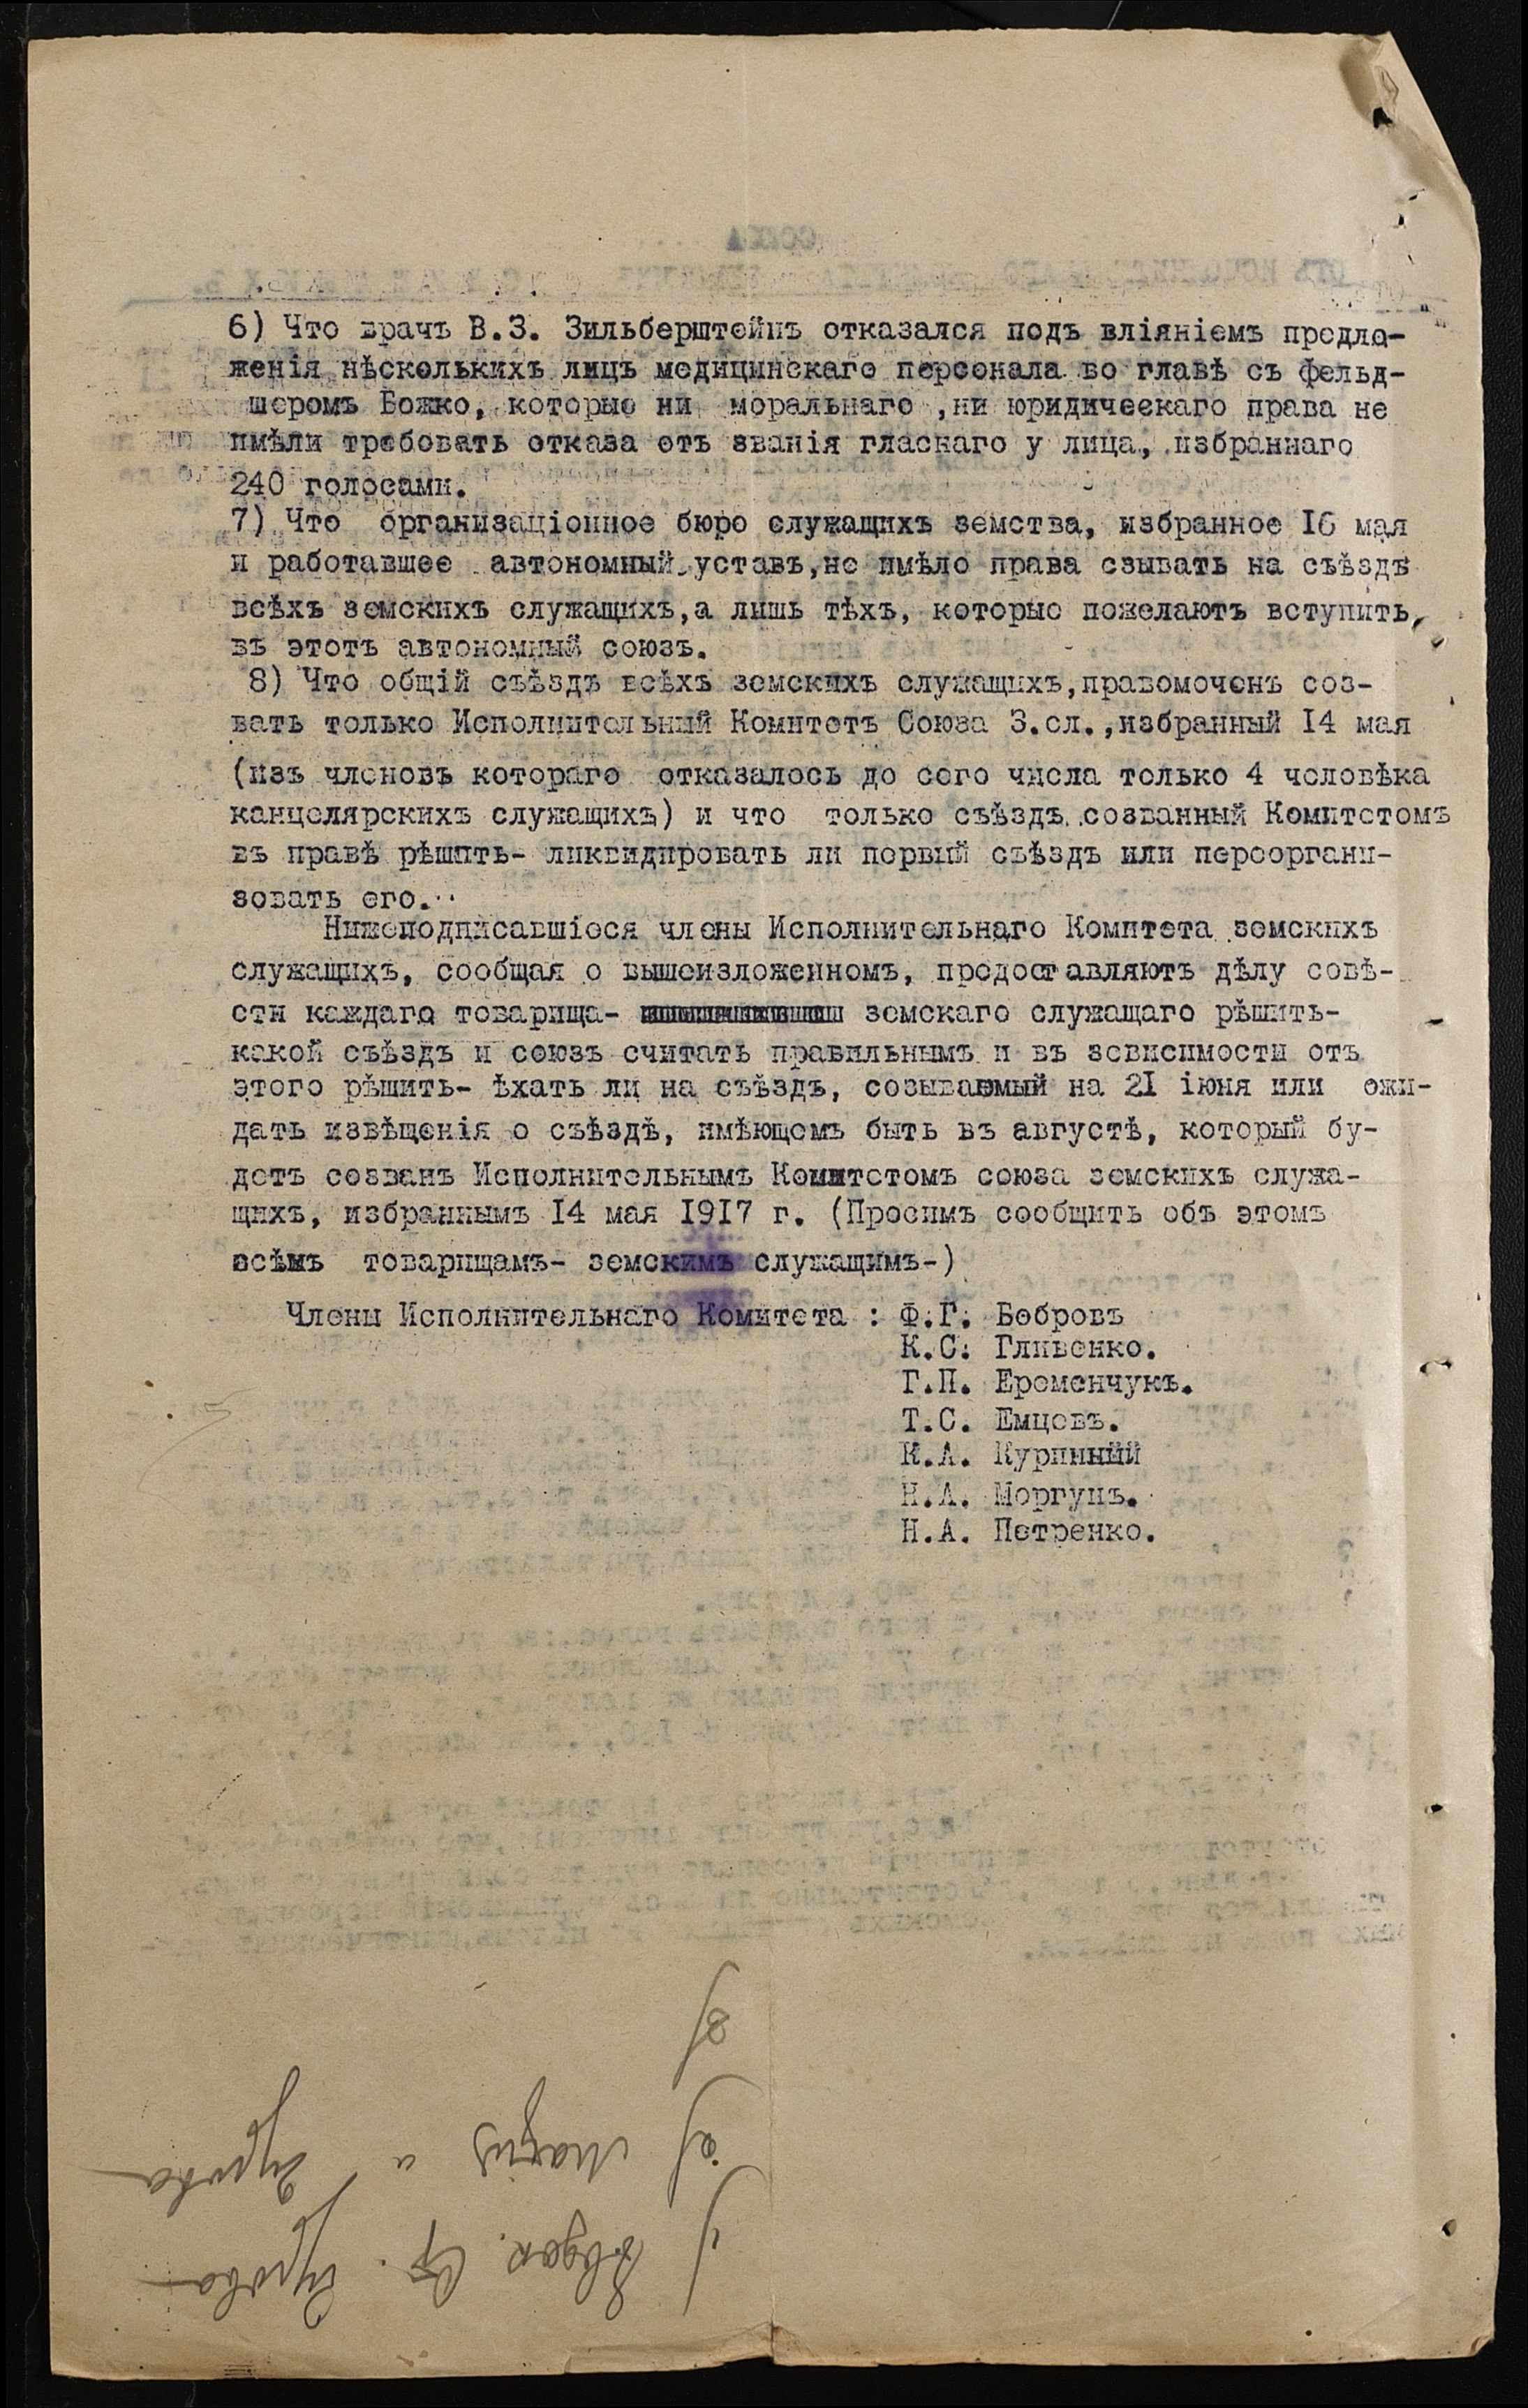 6) Что врачъ В.З. Зильберштейнъ отказался подъ вліяніемъ предло-
женія нѣсколькихъ лицъ медицинскаго персонала во главѣ съ фельд-
шеромъ Божко, которые ни моральнаго ,ни юридическаго права не
имѣли требовать отказа отъ званія гласнаго у лица, избраннаго
240 голосами.
7) Что организаціонное бюро служащихъ земства, избранное 16 мая
и работавшее автономный уставъ,не имѣло права сзывать на съѣздъ
всѣхъ земскихъ служащихъ,а лишь тѣхъ, которые пожелаютъ вступить
въ этотъ автономный союзъ.
8) Что общій съѣздъ всѣхъ земскихъ служащихъ,правомоченъ соз-
вать только Исполнительный Комитетъ Союза З.сл.,избранный 14 мая
(изъ членовъ котораго отказалось до сего числа только 4 человѣка
канцелярскихъ служащихъ) и что только съѣздъ созванный Комитетомъ
въ правѣ рѣшить- ликвидировать ли первый съѣздъ или переоргани-
зовать его.
Нижеподписавшіеся члены Исполнительнаго Комитета земскихъ
служащихъ, сообщая о вышеизложенномъ, предоставляютъ дѣлу совѣ-
сти каждаго товарища- земскаго служащаго рѣшить-
какой съѣздъ и союзъ считать правильнымъ и въ зависимости отъ
этого рѣшить- ѣхать ли на съѣздъ, созываемый на 21 іюня или ожи-
дать извѣщенія о съѣздѣ, имѣющемъ быть въ августѣ, который бу-
детъ созванъ Исполнительнымъ Комитетомъ союза земскихъ служа-
щихъ, избраннымъ 14 мая 1917 г. (Просимъ сообщить объ этомъ
всѣмъ товарищамъ- земскимъ служащимъ-)
Члены Исполнительнаго Комитета : Ф.Г. Бобровъ
К.С. Гливенко.
Г.П. Еременчукъ.
Т.С. Емцевъ.
К.А. Куринный
Н.А. Моргунъ.
Н.А. Петренко.